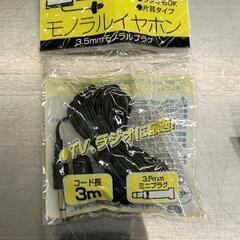 ●片耳タイプ
モノラルイヤホン
3.5mmモノラルプラグ
●TV、ラジオに最適!
コード長
3m
3.5mm
ミニプラグ